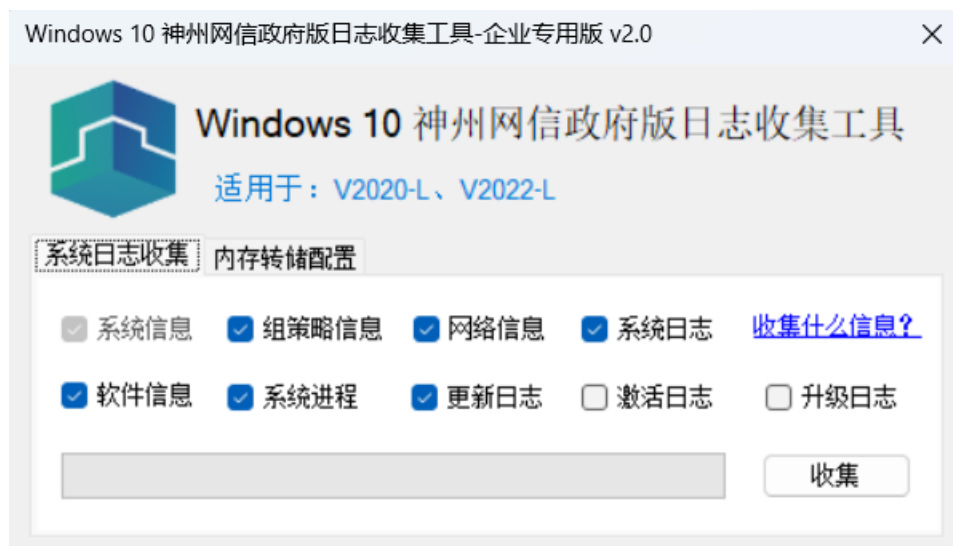 Windows 10 神州网信政府版日志收集工具-企业专用版 v2.0
Windows 10 神州网信政府版日志收集工具
适用于：V2020-L、V2022-L
系统日志收集 内存转储配置
系统信息 组策略信息 网络信息 系统日志 收集什么信息？
软件信息 系统进程 更新日志 激活日志 升级日志
收集